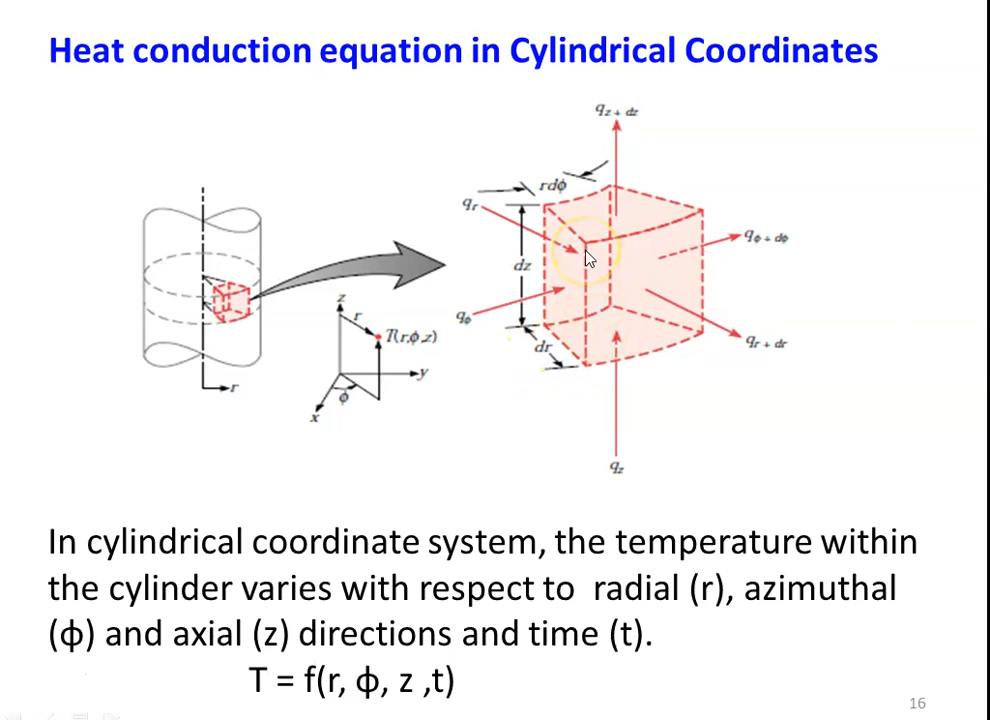 Heat conduction equation in Cylindrical Coordinates
qz + dz
rdϕ
qr
qϕ + dϕ
dz
z
r
qϕ
T(r,ϕ,z)
dr
qr + dr
y
r
ϕ
x
qz
In cylindrical coordinate system, the temperature within
the cylinder varies with respect to  radial (r), azimuthal
(ϕ) and axial (z) directions and time (t).
T = f(r, ϕ, z ,t)
16